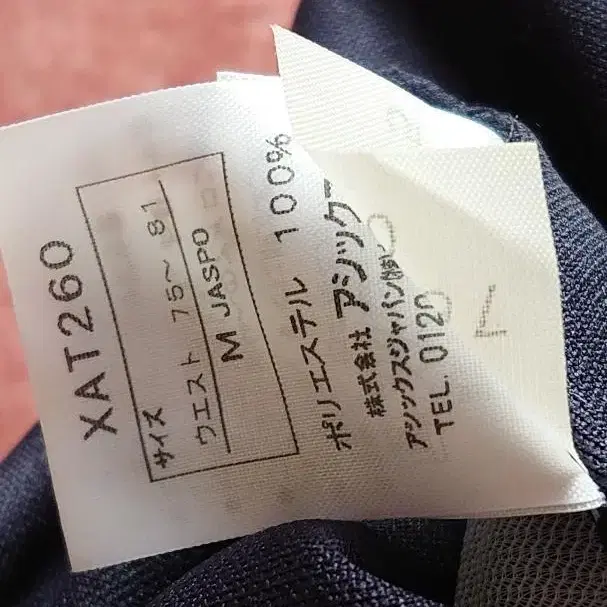 XAT260
サイズ
ウエスト 75～81
M JASPO
ポリエステル 100%
株式会社 アシック
アシックスジャパン㈱
TEL. 0120